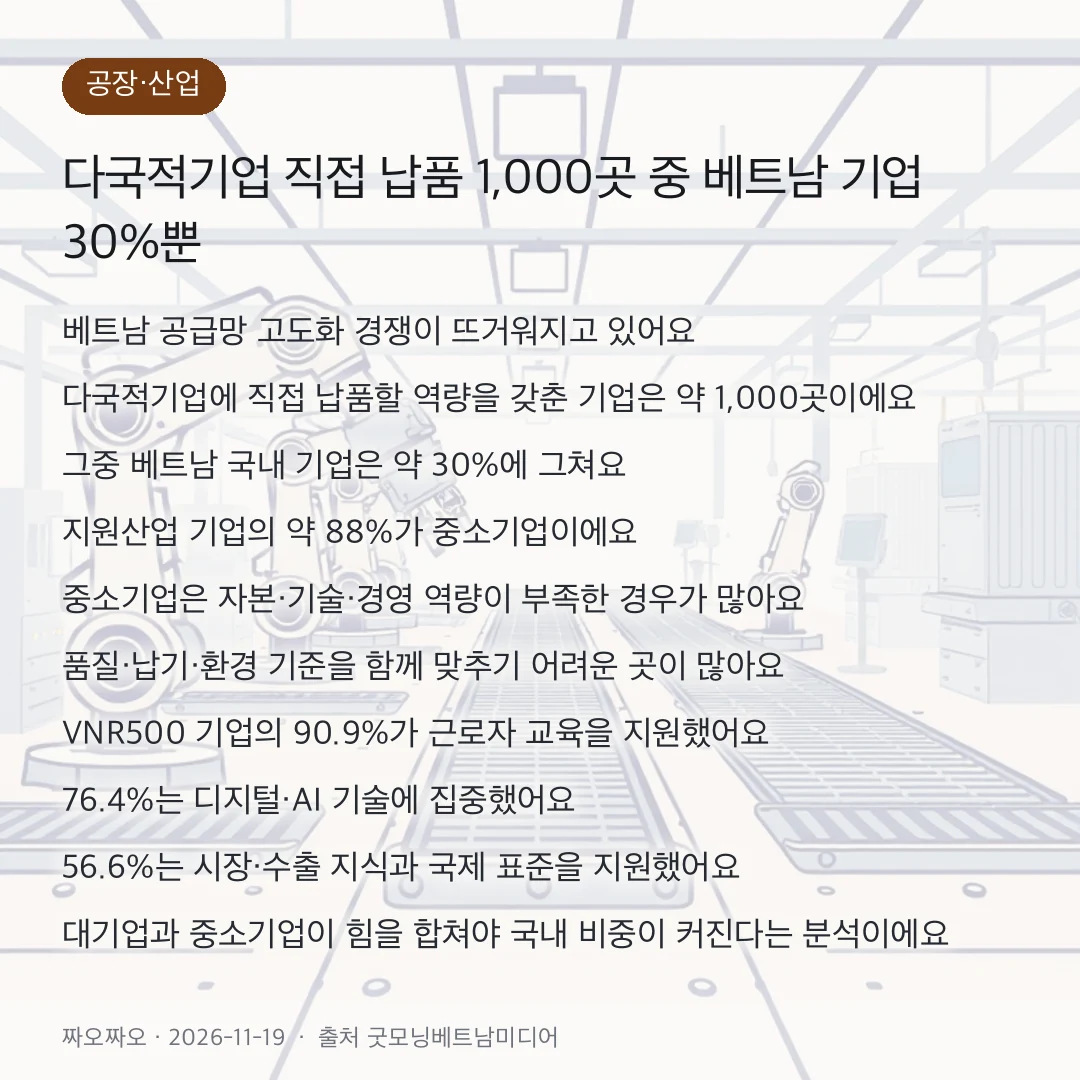 공장·산업
다국적기업 직접 납품 1,000곳 중 베트남 기업
30%뿐
베트남 공급망 고도화 경쟁이 뜨거워지고 있어요
다국적기업에 직접 납품할 역량을 갖춘 기업은 약 1,000곳이에요
그중 베트남 국내 기업은 약 30%에 그쳐요
지원산업 기업의 약 88%가 중소기업이에요
중소기업은 자본·기술·경영 역량이 부족한 경우가 많아요
품질·납기·환경 기준을 함께 맞추기 어려운 곳이 많아요
VNR500 기업의 90.9%가 근로자 교육을 지원했어요
76.4%는 디지털·AI 기술에 집중했어요
56.6%는 시장·수출 지식과 국제 표준을 지원했어요
대기업과 중소기업이 힘을 합쳐야 국내 비중이 커진다는 분석이에요
짜오짜오 · 2026-11-19 · 출처 굿모닝베트남미디어